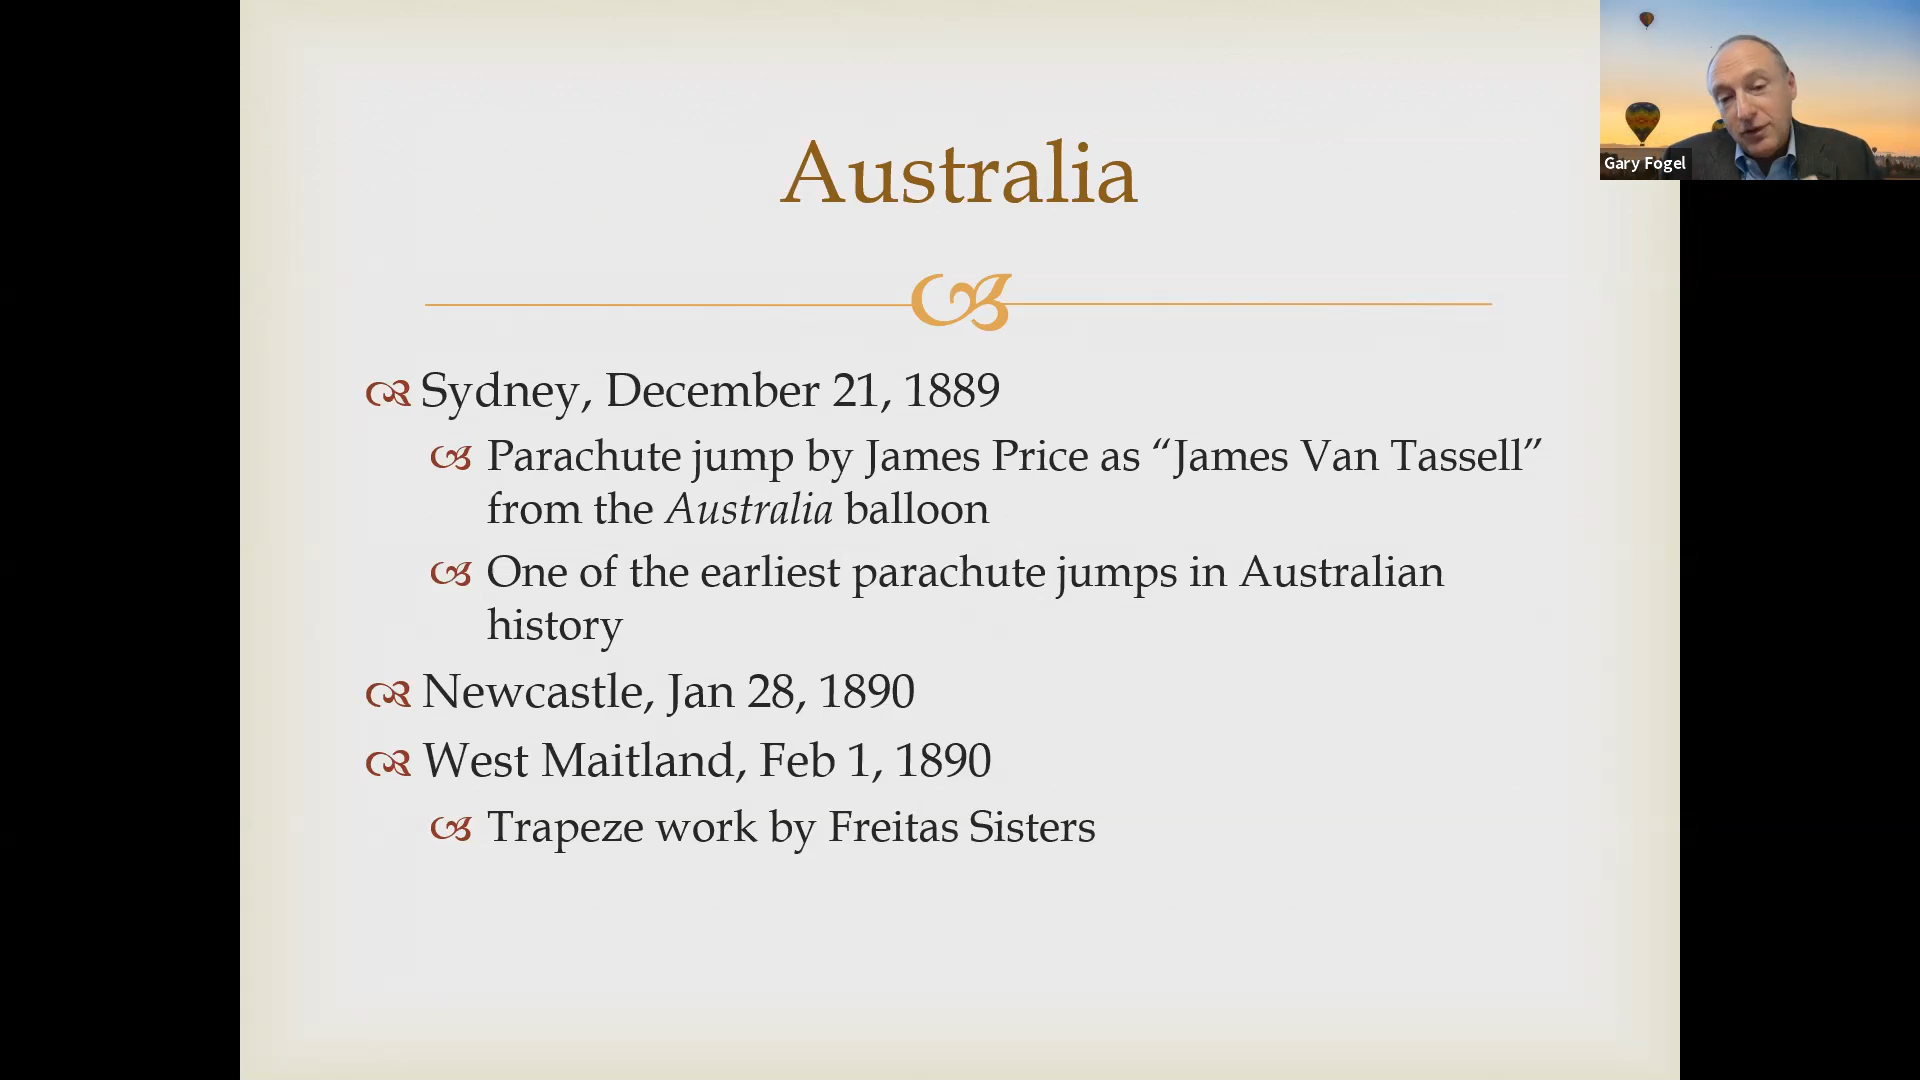 Australia
Sydney, December 21, 1889
Parachute jump by James Price as “James Van Tassell”
from the Australia balloon
One of the earliest parachute jumps in Australian
history
Newcastle, Jan 28, 1890
West Maitland, Feb 1, 1890
Trapeze work by Freitas Sisters
Gary Fogel